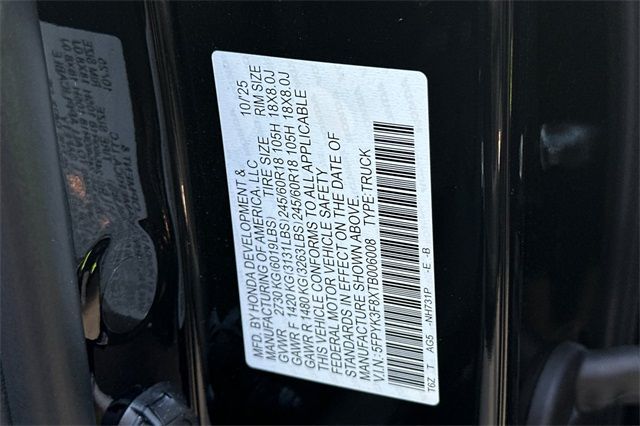 MFD. BY HONDA DEVELOPMENT & 10/25
MANUFACTURING OF AMERICA, LLC
TIRE SIZE RIM SIZE
GVWR 2730 KG(6019LBS)
GAWR F 1420 KG(3131LBS) 245/60R18 105H 18X8.0J
GAWR R 1480 KG(3263LBS) 245/60R18 105H 18X8.0J
THIS VEHICLE CONFORMS TO ALL APPLICABLE
FEDERAL MOTOR VEHICLE SAFETY
STANDARDS IN EFFECT ON THE DATE OF
MANUFACTURE SHOWN ABOVE.
V.I.N.:5FPYK3F8XTB006008 TYPE:TRUCK
T6Z T AG5 -NH731P -E -B